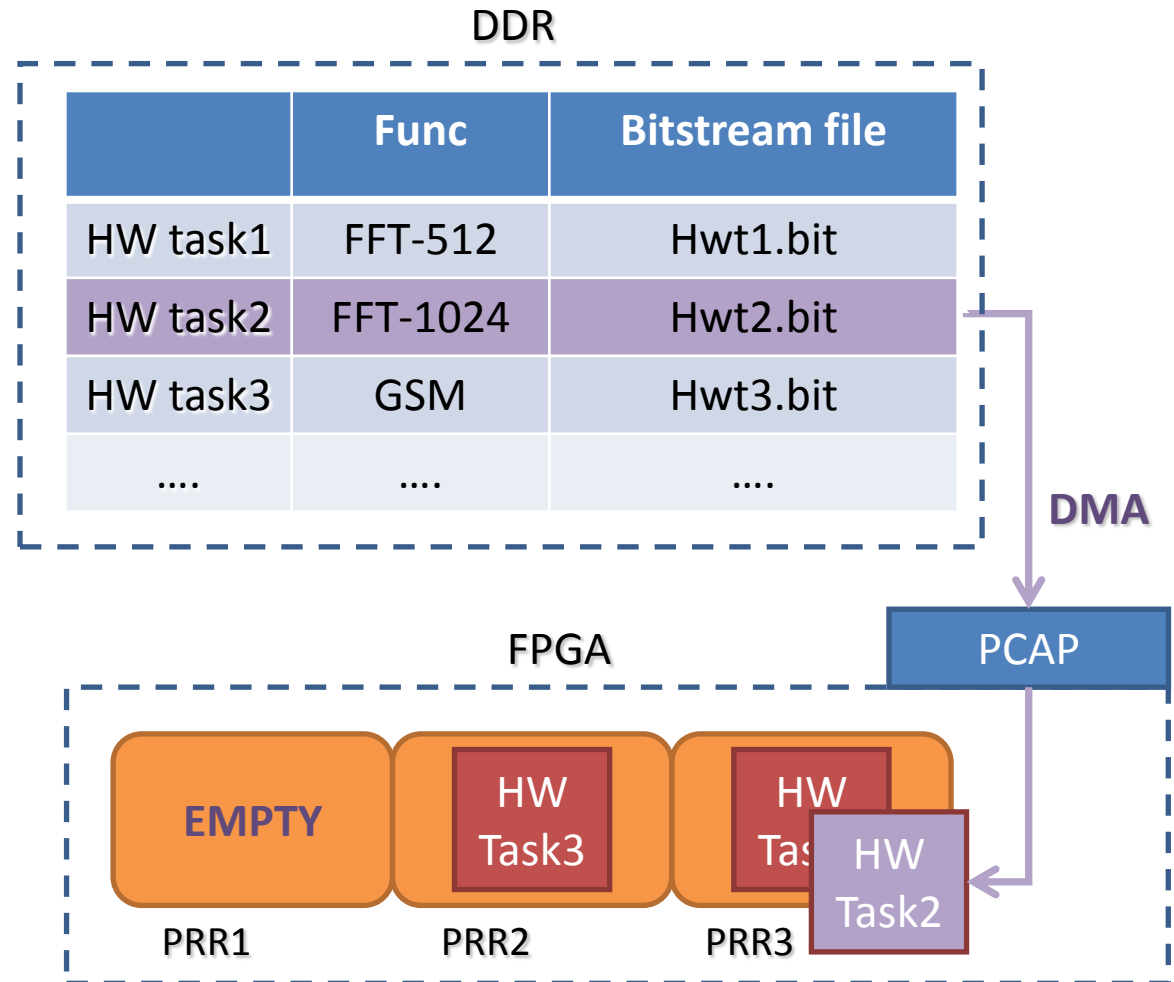 DDR
Func Bitstream file
HW task1 FFT-512 Hwt1.bit
HW task2 FFT-1024 Hwt2.bit
HW task3 GSM Hwt3.bit
.... .... ....
DMA
PCAP
FPGA
EMPTY
HW
Task3
HW
HW
Task2
PRR1 PRR2 PRR3